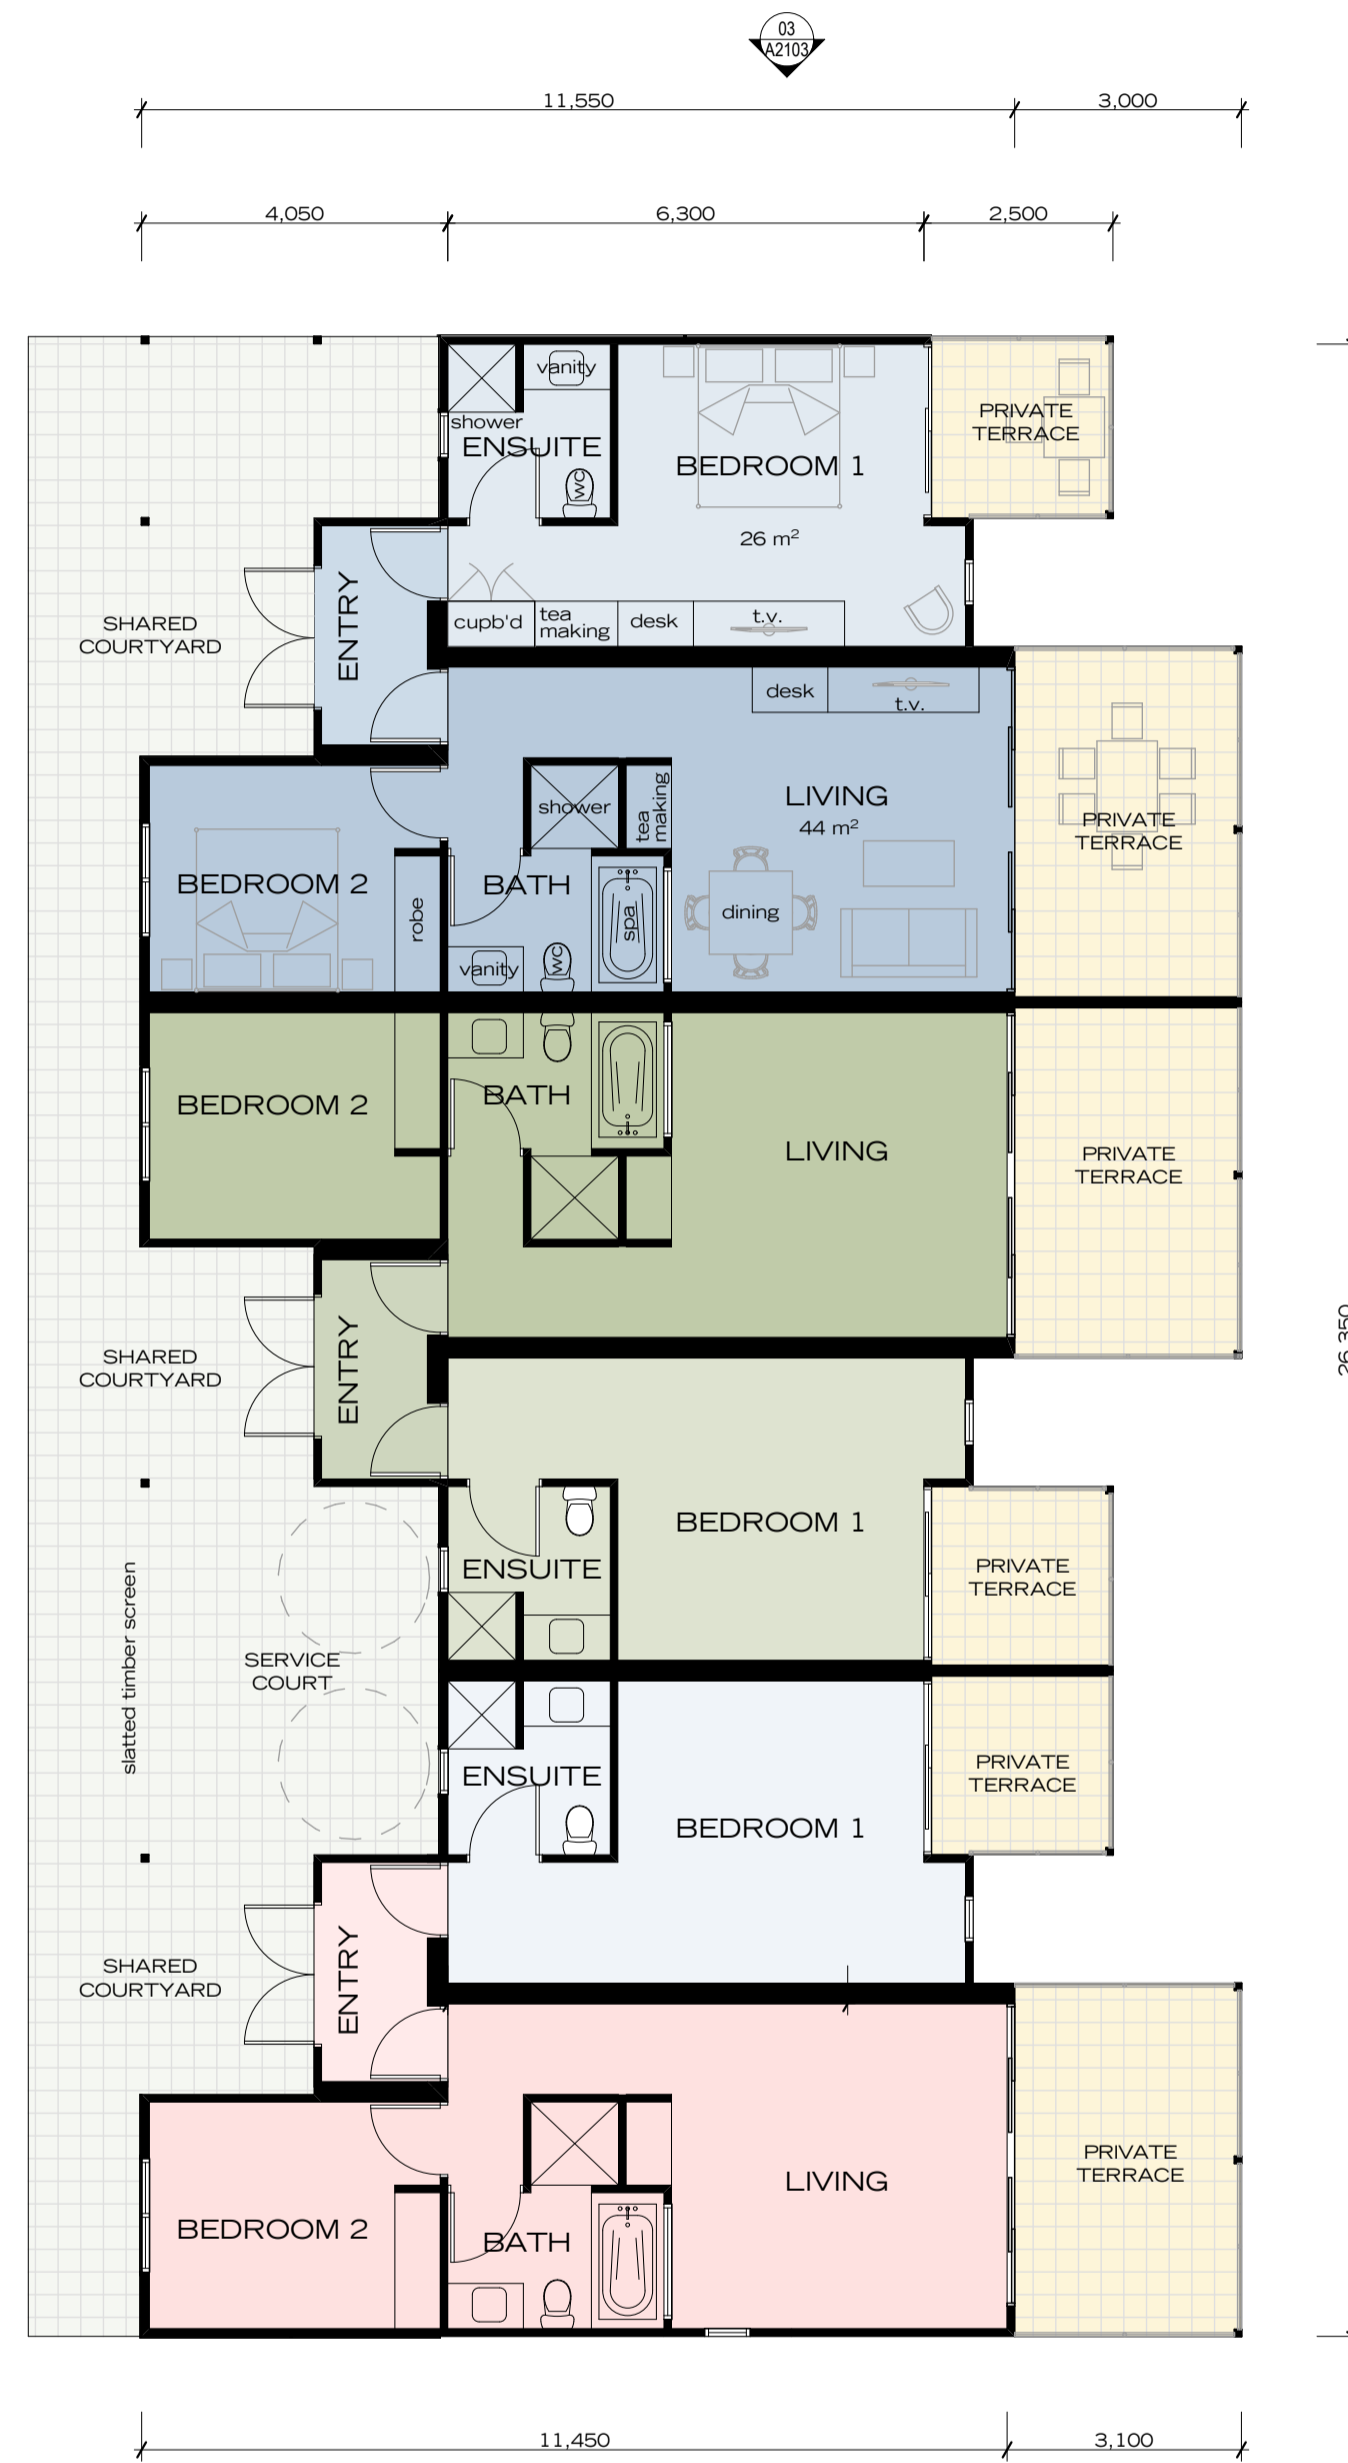 03
A2103
11,550
3,000
4,050
6,300
2,500
vanity
shower
ENSUITE
wc
BEDROOM 1
26 m²
PRIVATE
TERRACE
SHARED
COURTYARD
ENTRY
cupb'd
tea
making
desk
t.v.
desk
t.v.
shower
tea
making
LIVING
44 m²
PRIVATE
TERRACE
BEDROOM 2
robe
BATH
spa
dining
vanity
wc
BEDROOM 2
BATH
LIVING
PRIVATE
TERRACE
SHARED
COURTYARD
ENTRY
26,350
BEDROOM 1
ENSUITE
PRIVATE
TERRACE
slatted timber screen
SERVICE
COURT
ENSUITE
BEDROOM 1
PRIVATE
TERRACE
SHARED
COURTYARD
ENTRY
LIVING
PRIVATE
TERRACE
BEDROOM 2
BATH
11,450
3,100